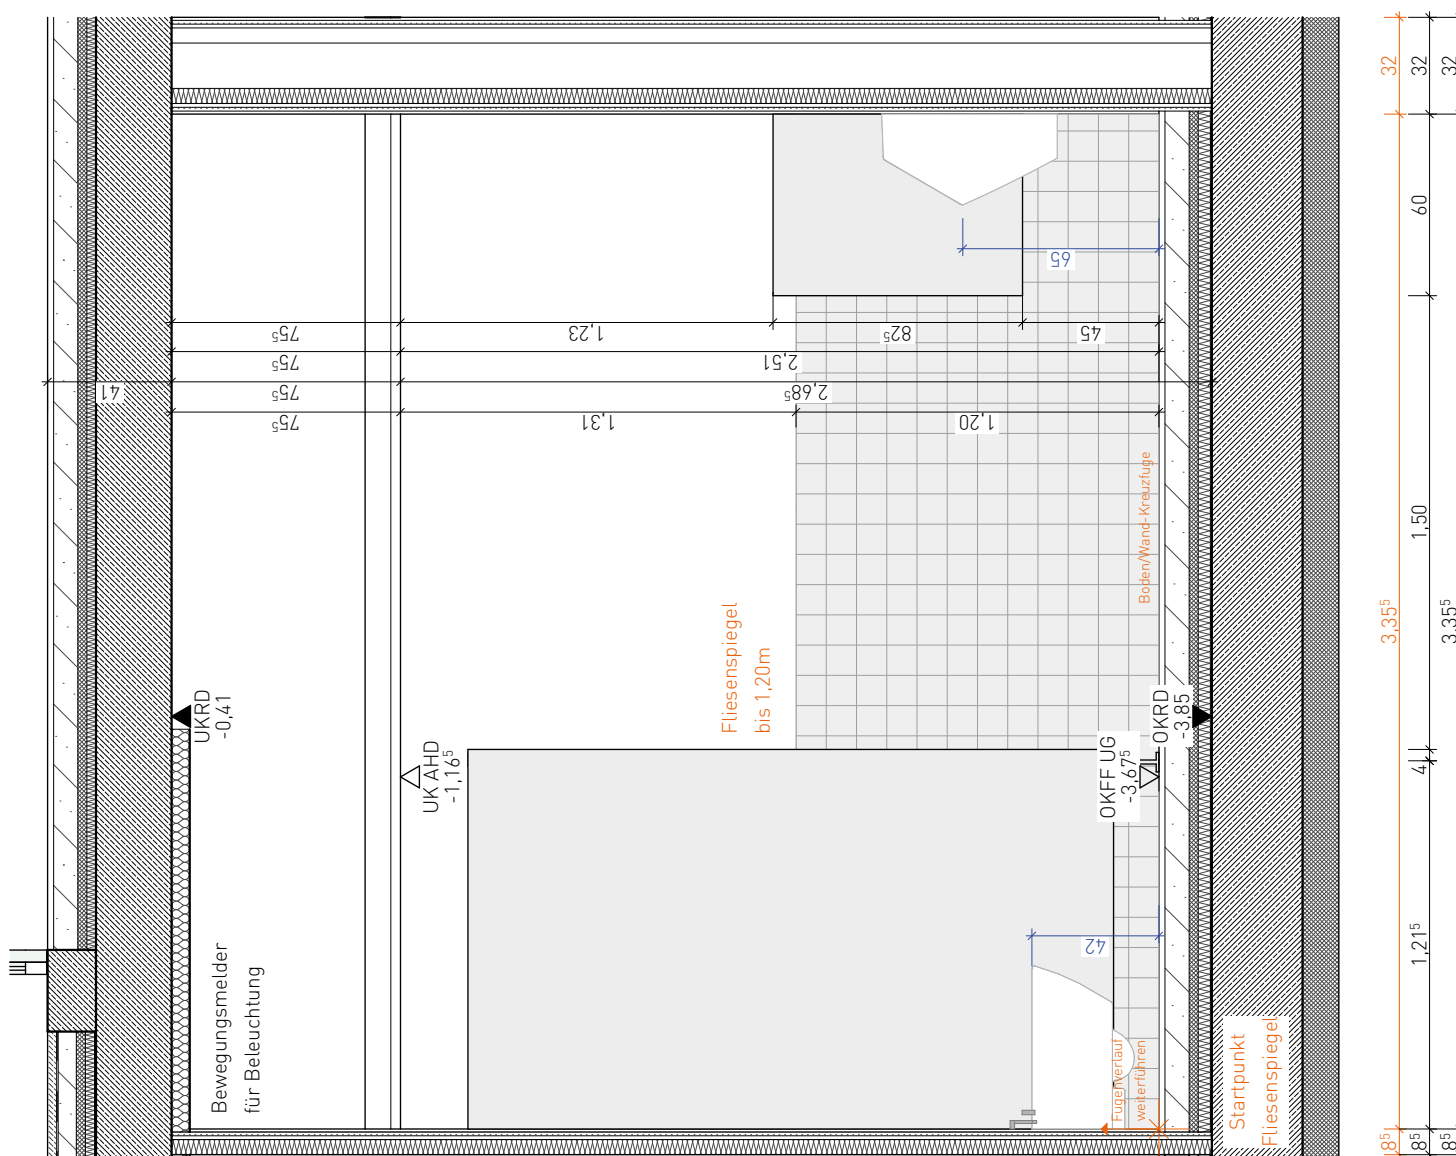 Bewegungsmelder
für Beleuchtung
UKRD
-0,41
UK AHD
-1,16⁵
Fliesenspiegel
bis 1,20m
OKFF UG
-3,67⁵
OKRD
-3,85
Boden/Wand-Kreuzfuge
Fugenverlauf
weiterführen
Startpunkt
Fliesenspiegel
41
75⁵
1,23
82⁵
45
75⁵
2,51
75⁵
2,68⁵
75⁵
1,31
1,20
65
42
8⁵
3,35⁵
32
8⁵
1,21⁵
4
1,50
60
32
8⁵
3,35⁵
32